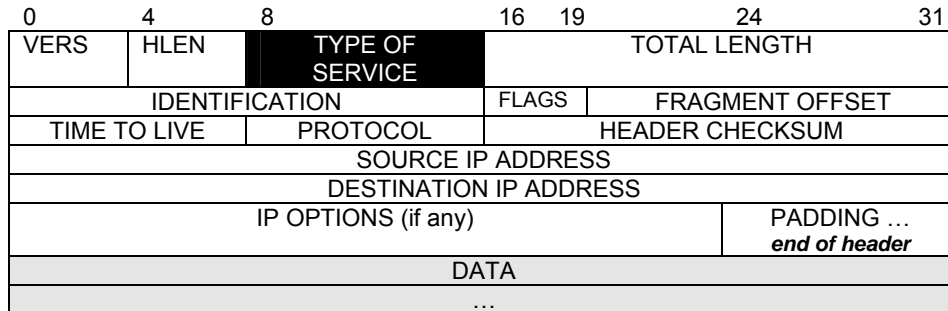 0 4 8 16 19 24 31
VERS HLEN TYPE OF SERVICE TOTAL LENGTH
IDENTIFICATION FLAGS FRAGMENT OFFSET
TIME TO LIVE PROTOCOL HEADER CHECKSUM
SOURCE IP ADDRESS
DESTINATION IP ADDRESS
IP OPTIONS (if any) PADDING …
end of header
DATA
…